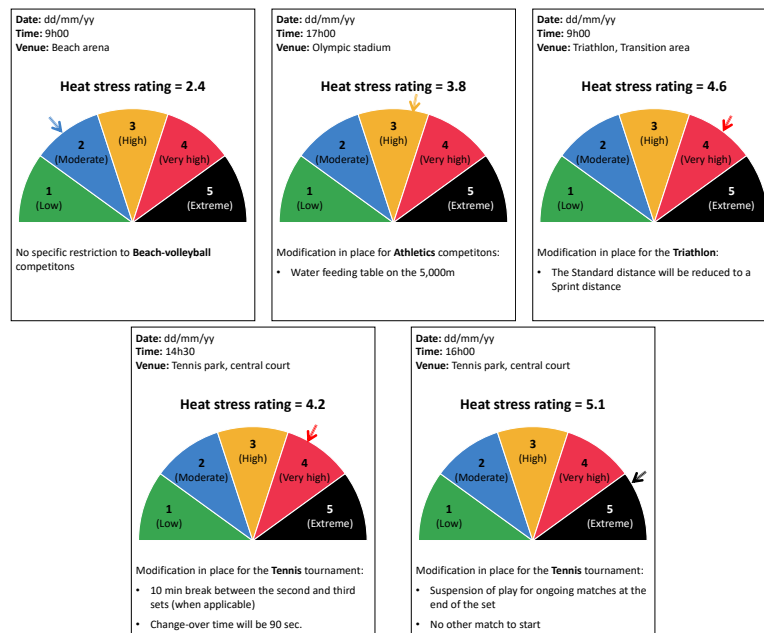 Date: dd/mm/yy
Time: 9h00
Venue: Beach arena
Heat stress rating = 2.4
3
(High)
2
(Moderate)
4
(Very high)
1
(Low)
5
(Extreme)
No specific restriction to Beach-volleyball
competitons
Date: dd/mm/yy
Time: 17h00
Venue: Olympic stadium
Heat stress rating = 3.8
3
(High)
2
(Moderate)
4
(Very high)
1
(Low)
5
(Extreme)
Modification in place for Athletics competitons:
• Water feeding table on the 5,000m
Date: dd/mm/yy
Time: 9h00
Venue: Triathlon, Transition area
Heat stress rating = 4.6
3
(High)
2
(Moderate)
4
(Very high)
1
(Low)
5
(Extreme)
Modification in place for the Triathlon:
• The Standard distance will be reduced to a
Sprint distance
Date: dd/mm/yy
Time: 14h30
Venue: Tennis park, central court
Heat stress rating = 4.2
3
(High)
2
(Moderate)
4
(Very high)
1
(Low)
5
(Extreme)
Modification in place for the Tennis tournament:
• 10 min break between the second and third
sets (when applicable)
• Change-over time will be 90 sec.
Date: dd/mm/yy
Time: 16h00
Venue: Tennis park, central court
Heat stress rating = 5.1
3
(High)
2
(Moderate)
4
(Very high)
1
(Low)
5
(Extreme)
Modification in place for the Tennis tournament:
• Suspension of play for ongoing matches at the
end of the set
• No other match to start